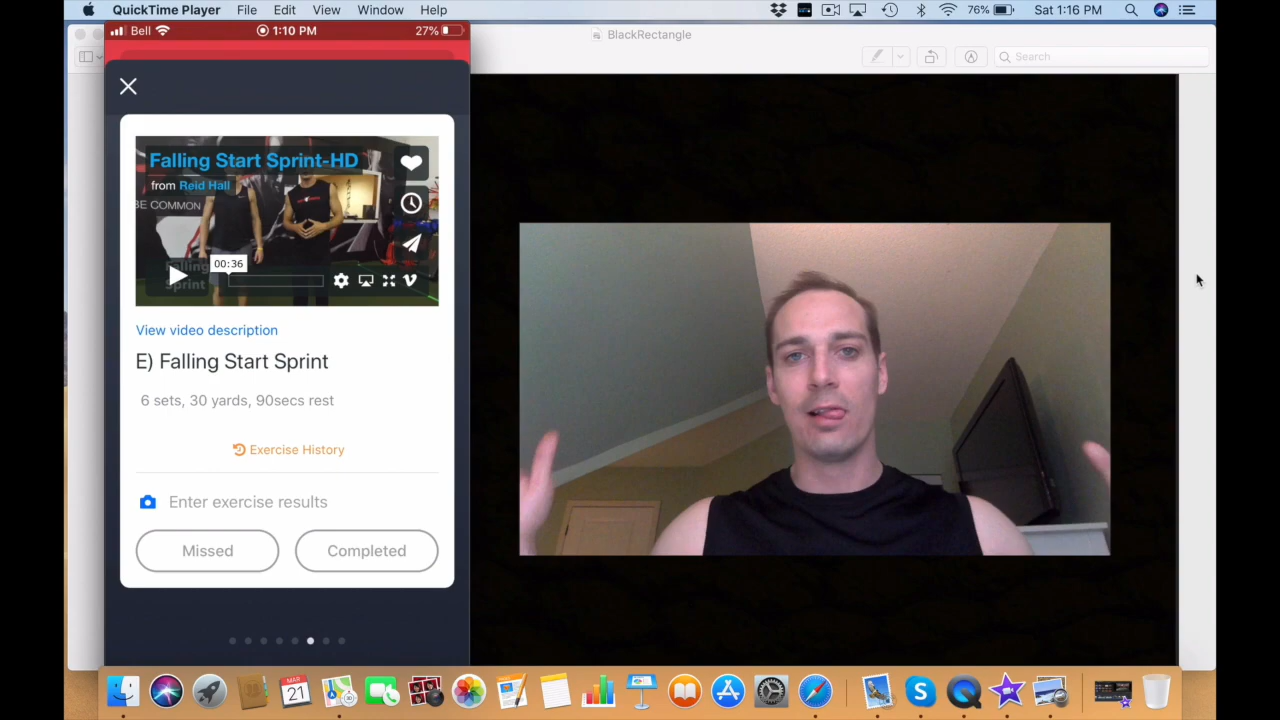 QuickTime Player File Edit View Window Help 76% Sat 1:16 PM
BlackRectangle
Search
Bell 1:10 PM 27%
Falling Start Sprint-HD
from Reid Hall
BE COMMON
Falling
Sprint
00:36
View video description
E) Falling Start Sprint
6 sets, 30 yards, 90secs rest
Exercise History
Enter exercise results
Missed Completed
MAR
21